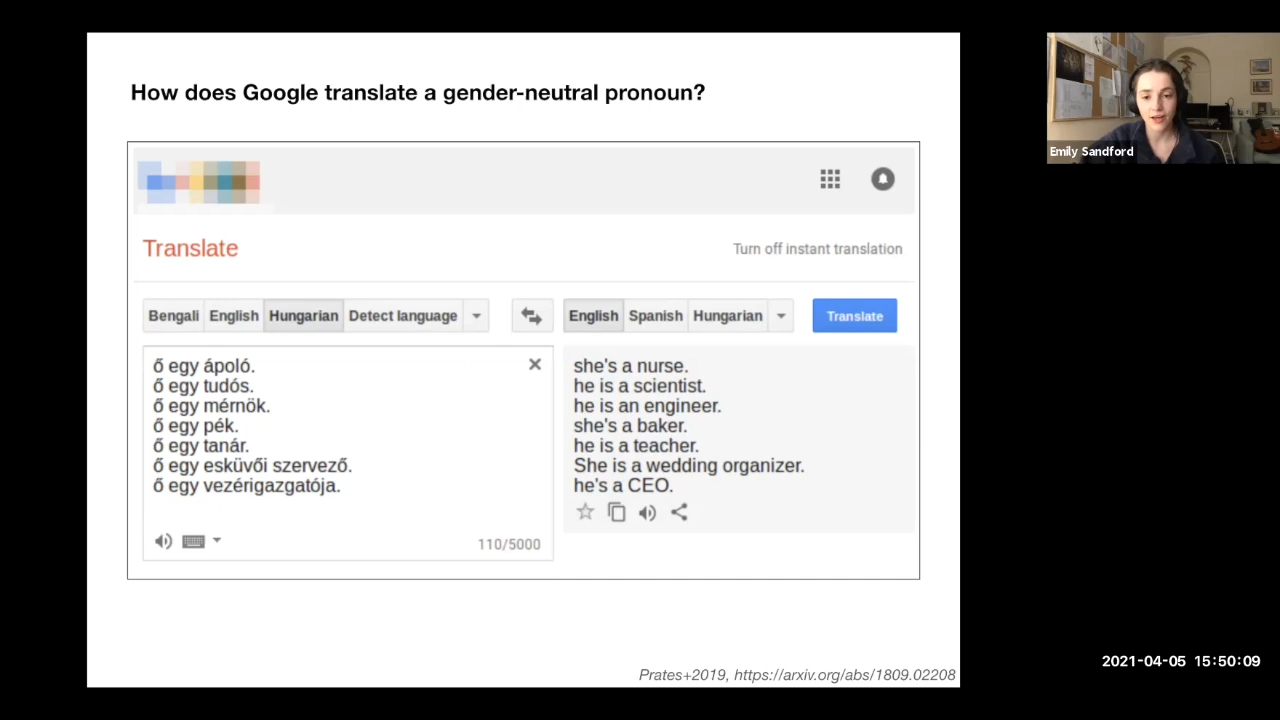 How does Google translate a gender-neutral pronoun?
Translate
Turn off instant translation
Bengali English Hungarian Detect language
English Spanish Hungarian
Translate
ő egy ápoló.
ő egy tudós.
ő egy mérnök.
ő egy pék.
ő egy tanár.
ő egy esküvői szervező.
ő egy vezérigazgatója.
110/5000
she's a nurse.
he is a scientist.
he is an engineer.
she's a baker.
he is a teacher.
She is a wedding organizer.
he's a CEO.
Prates+2019, https://arxiv.org/abs/1809.02208
Emily Sandford
2021-04-05 15:50:09